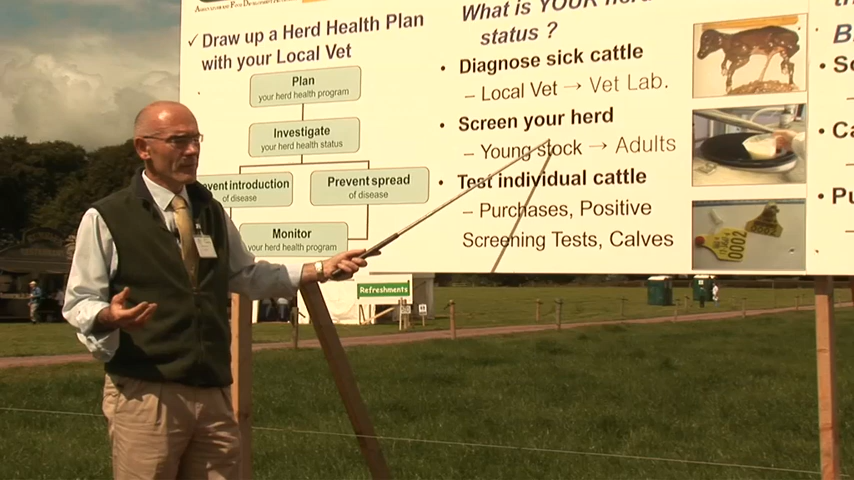 ✓ Draw up a Herd Health Plan
with your Local Vet
Plan
your herd health program
Investigate
your herd health status
event introduction
of disease
Prevent spread
of disease
Monitor
your herd health program
What is YOUR herd
status ?
• Diagnose sick cattle
– Local Vet → Vet Lab.
• Screen your herd
– Young stock → Adults
• Test individual cattle
– Purchases, Positive
Screening Tests, Calves
0002
Refreshments
• Ca